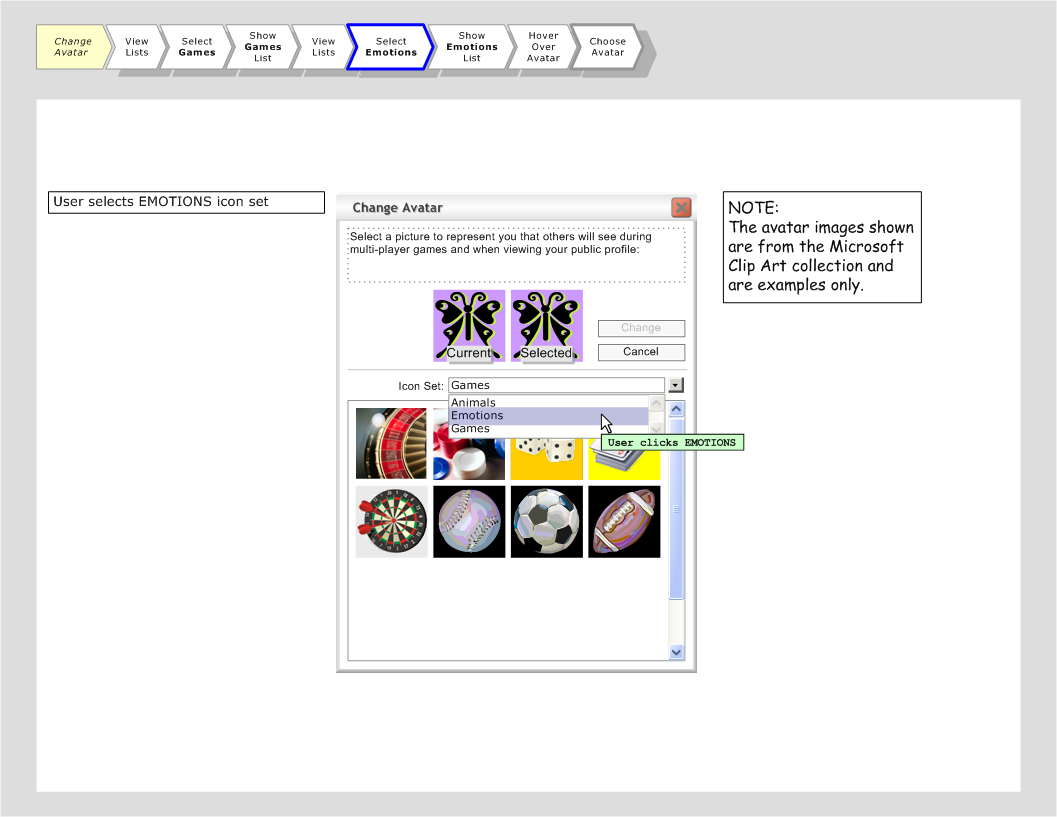 Change
Avatar
View
Lists
Select
Games
Show
Games
List
View
Lists
Select
Emotions
Show
Emotions
List
Hover
Over
Avatar
Choose
Avatar
User selects EMOTIONS icon set
Change Avatar
Select a picture to represent you that others will see during
multi-player games and when viewing your public profile:
Current
Selected
Change
Cancel
Icon Set:
Games
Animals
Emotions
Games
User clicks EMOTIONS
NOTE:
The avatar images shown
are from the Microsoft
Clip Art collection and
are examples only.